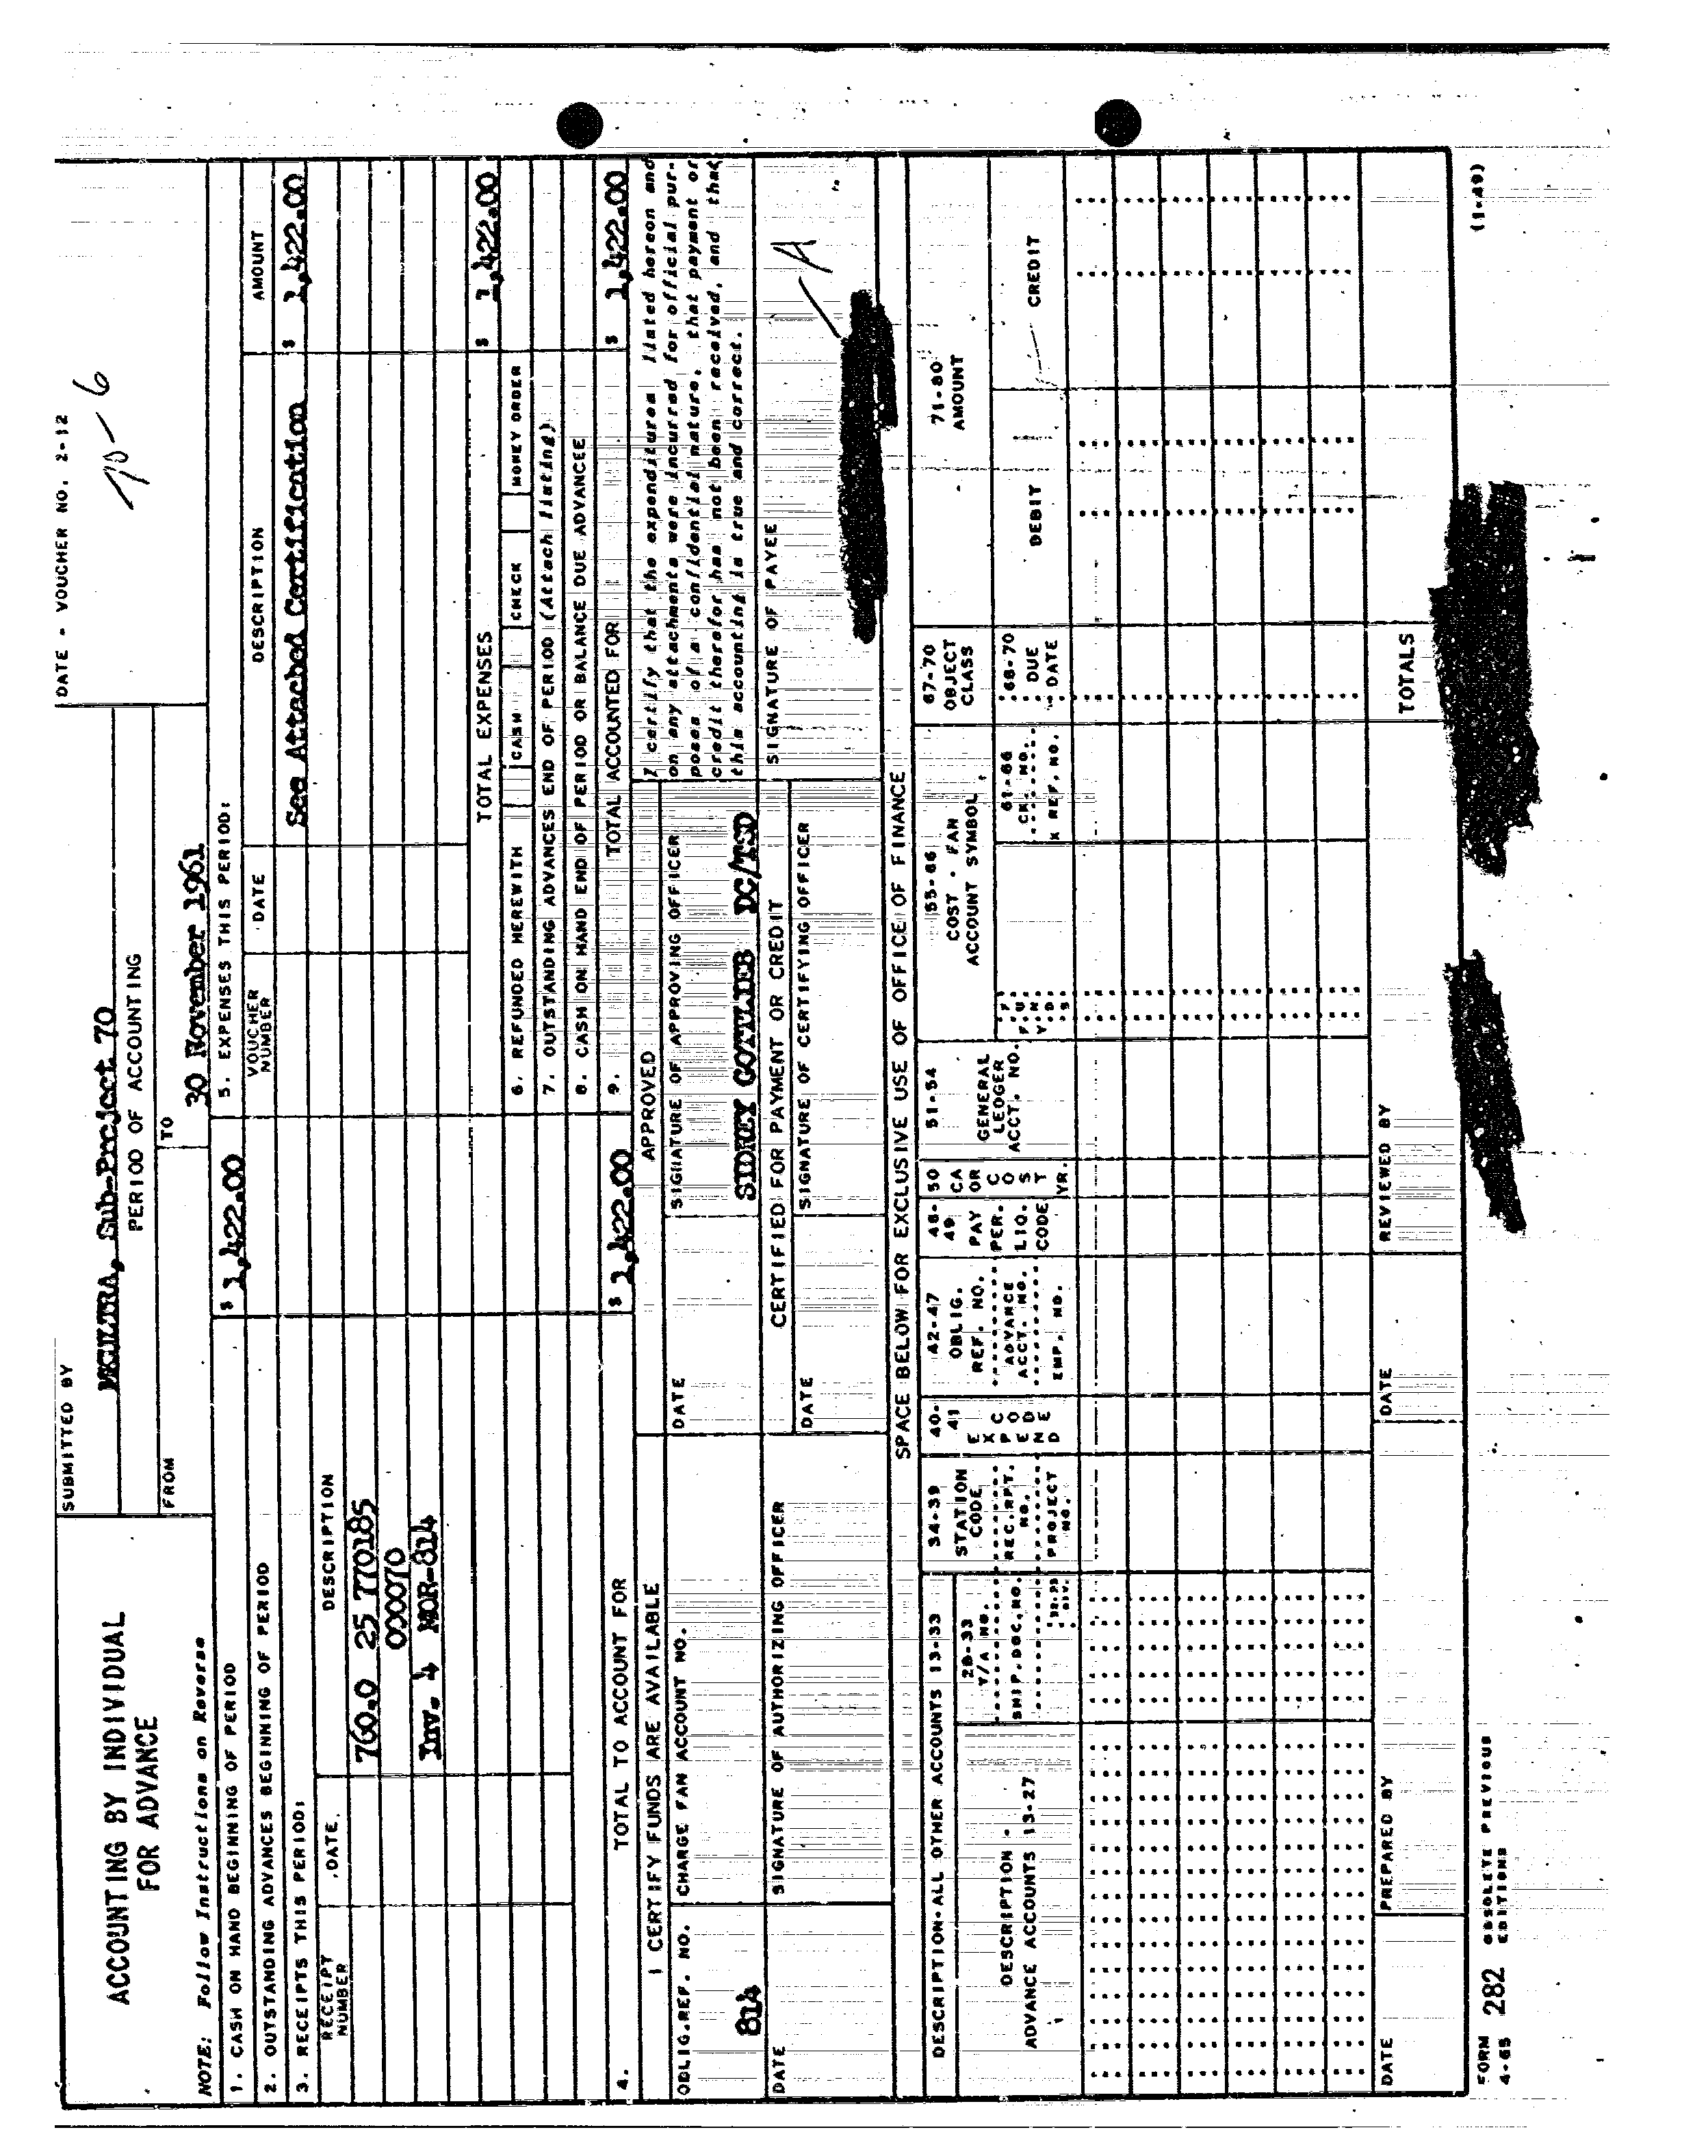 ACCOUNTING BY INDIVIDUAL
FOR ADVANCE
NOTE: Follow Instructions on Reverse
SUBMITTED BY
MKULTRA, Sub-Project 70
PERIOD OF ACCOUNTING
FROM
TO
30 November 1961
DATE - VOUCHER NO. 2-12
70-6
1. CASH ON HAND BEGINNING OF PERIOD
$ 1,422.00
2. OUTSTANDING ADVANCES BEGINNING OF PERIOD
3. RECEIPTS THIS PERIOD:
RECEIPT
NUMBER
DATE
DESCRIPTION
760.0 25 770185
00070
Inv. 4 MOR-814
5. EXPENSES THIS PERIOD:
VOUCHER
NUMBER
DATE
DESCRIPTION
AMOUNT
See Attached Certification
$ 1,422.00
TOTAL EXPENSES
$ 1,422.00
6. REFUNDED HEREWITH
CASH
CHECK
MONEY ORDER
7. OUTSTANDING ADVANCES END OF PERIOD (Attach listing)
8. CASH ON HAND END OF PERIOD OR BALANCE DUE ADVANCEE
4. TOTAL TO ACCOUNT FOR
$ 1,422.00
9. TOTAL ACCOUNTED FOR
$ 1,422.00
I CERTIFY FUNDS ARE AVAILABLE
OBLIG.REF. NO.
814
CHARGE FAN ACCOUNT NO.
DATE
SIGNATURE OF AUTHORIZING OFFICER
APPROVED
DATE
SIGNATURE OF APPROVING OFFICER
SIDNEY GOTTLIEB DC/TSD
CERTIFIED FOR PAYMENT OR CREDIT
DATE
SIGNATURE OF CERTIFYING OFFICER
I certify that the expenditures listed hereon and
on any attachments were incurred for official pur-
poses of a confidential nature, that payment or
credit therefor has not been received, and that
this accounting is true and correct.
SIGNATURE OF PAYEE
A
SPACE BELOW FOR EXCLUSIVE USE OF OFFICE OF FINANCE
DESCRIPTION-ALL OTHER ACCOUNTS 13-33
DESCRIPTION -
ADVANCE ACCOUNTS 13-27
28-33
T/A NO.
SHIP.DOC.NO.
34-39
STATION
CODE
REC.RPT.
NO.
PROJECT
NO.
40-
41
EXPEND
CODE
42-47
OBLIG.
REF. NO.
ADVANCE
ACCT. NO.
EMP. NO.
48-
49
PAY
PER.
LIQ.
CODE
50
CA
OR
COST
YR.
51-54
GENERAL
LEDGER
ACCT. NO.
55-66
COST - FAN
ACCOUNT SYMBOL
61-66
CK. NO.
X REF. NO.
67-70
OBJECT
CLASS
68-70
DUE
DATE
71-80
AMOUNT
DEBIT
CREDIT
TOTALS
DATE
PREPARED BY
DATE
REVIEWED BY
FORM
4-65
282
OBSOLETE PREVIOUS
EDITIONS
(1-49)